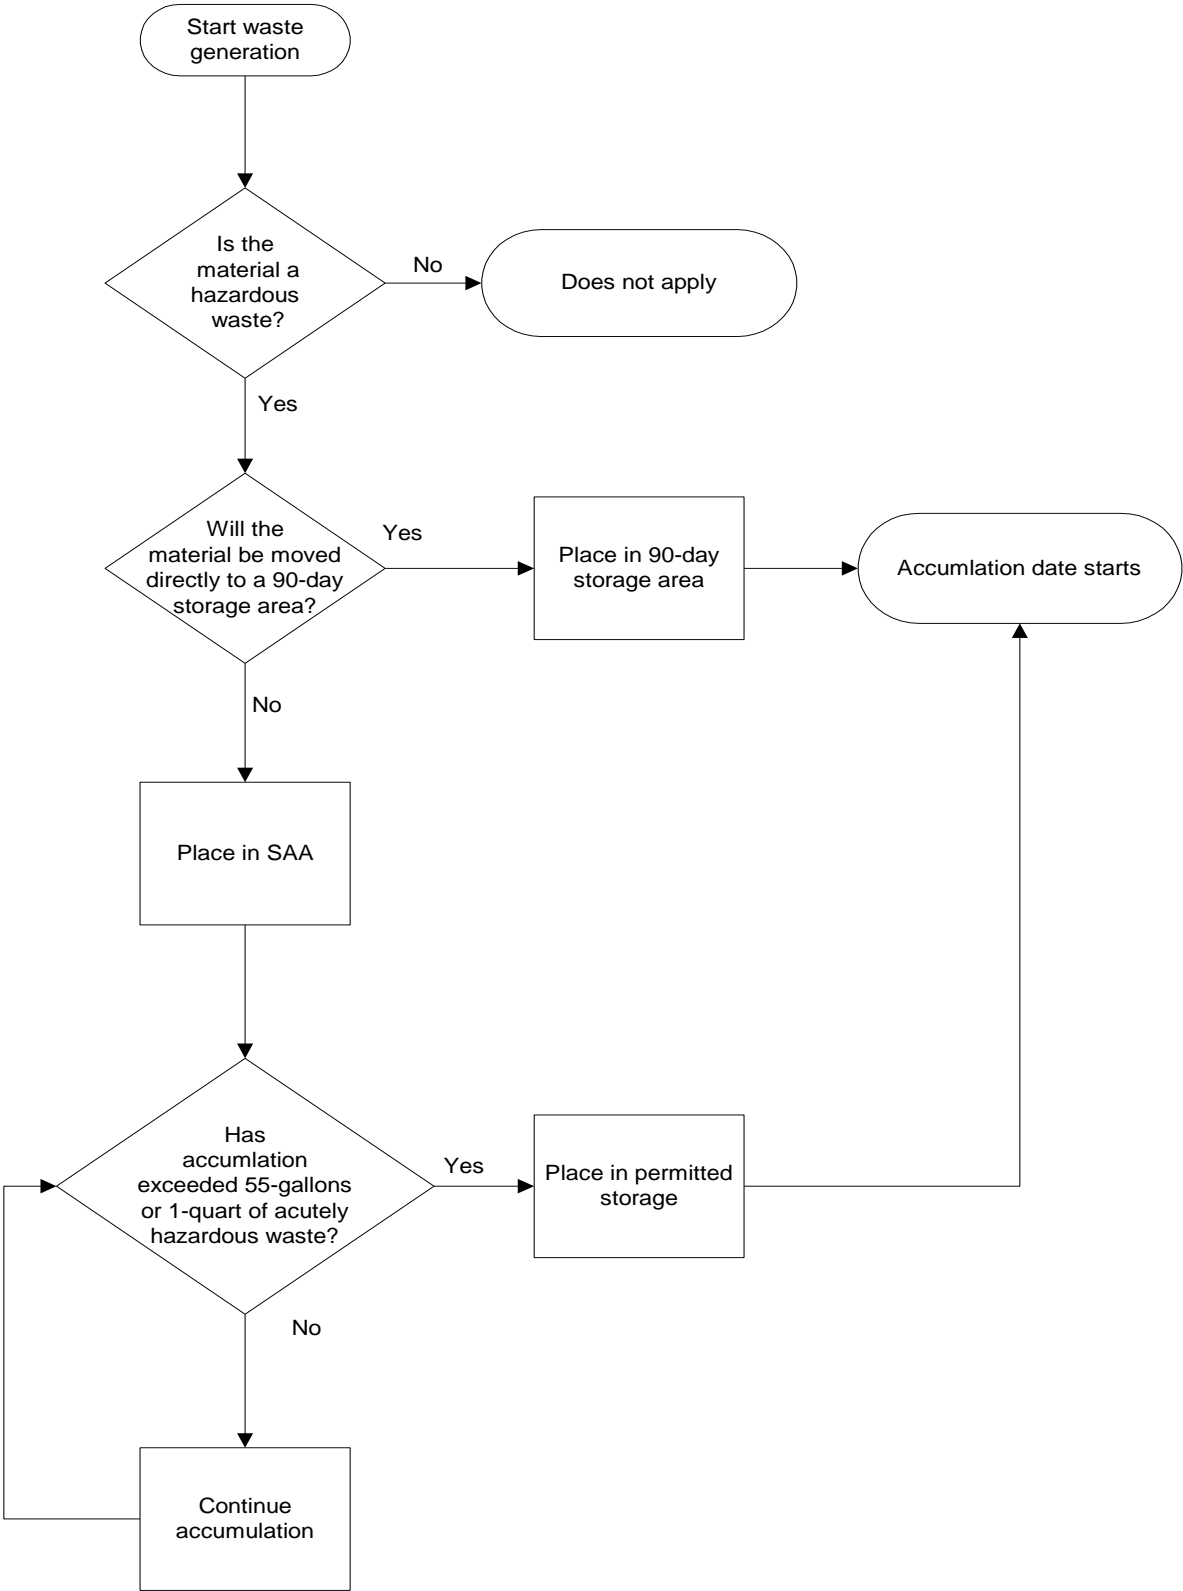 Start waste
generation
Is the
material a
hazardous
waste?
No
Does not apply
Yes
Will the
material be moved
directly to a 90-day
storage area?
Yes
Place in 90-day
storage area
Accumlation date starts
No
Place in SAA
Has
accumlation
exceeded 55-gallons
or 1-quart of acutely
hazardous waste?
Yes
Place in permitted
storage
No
Continue
accumulation